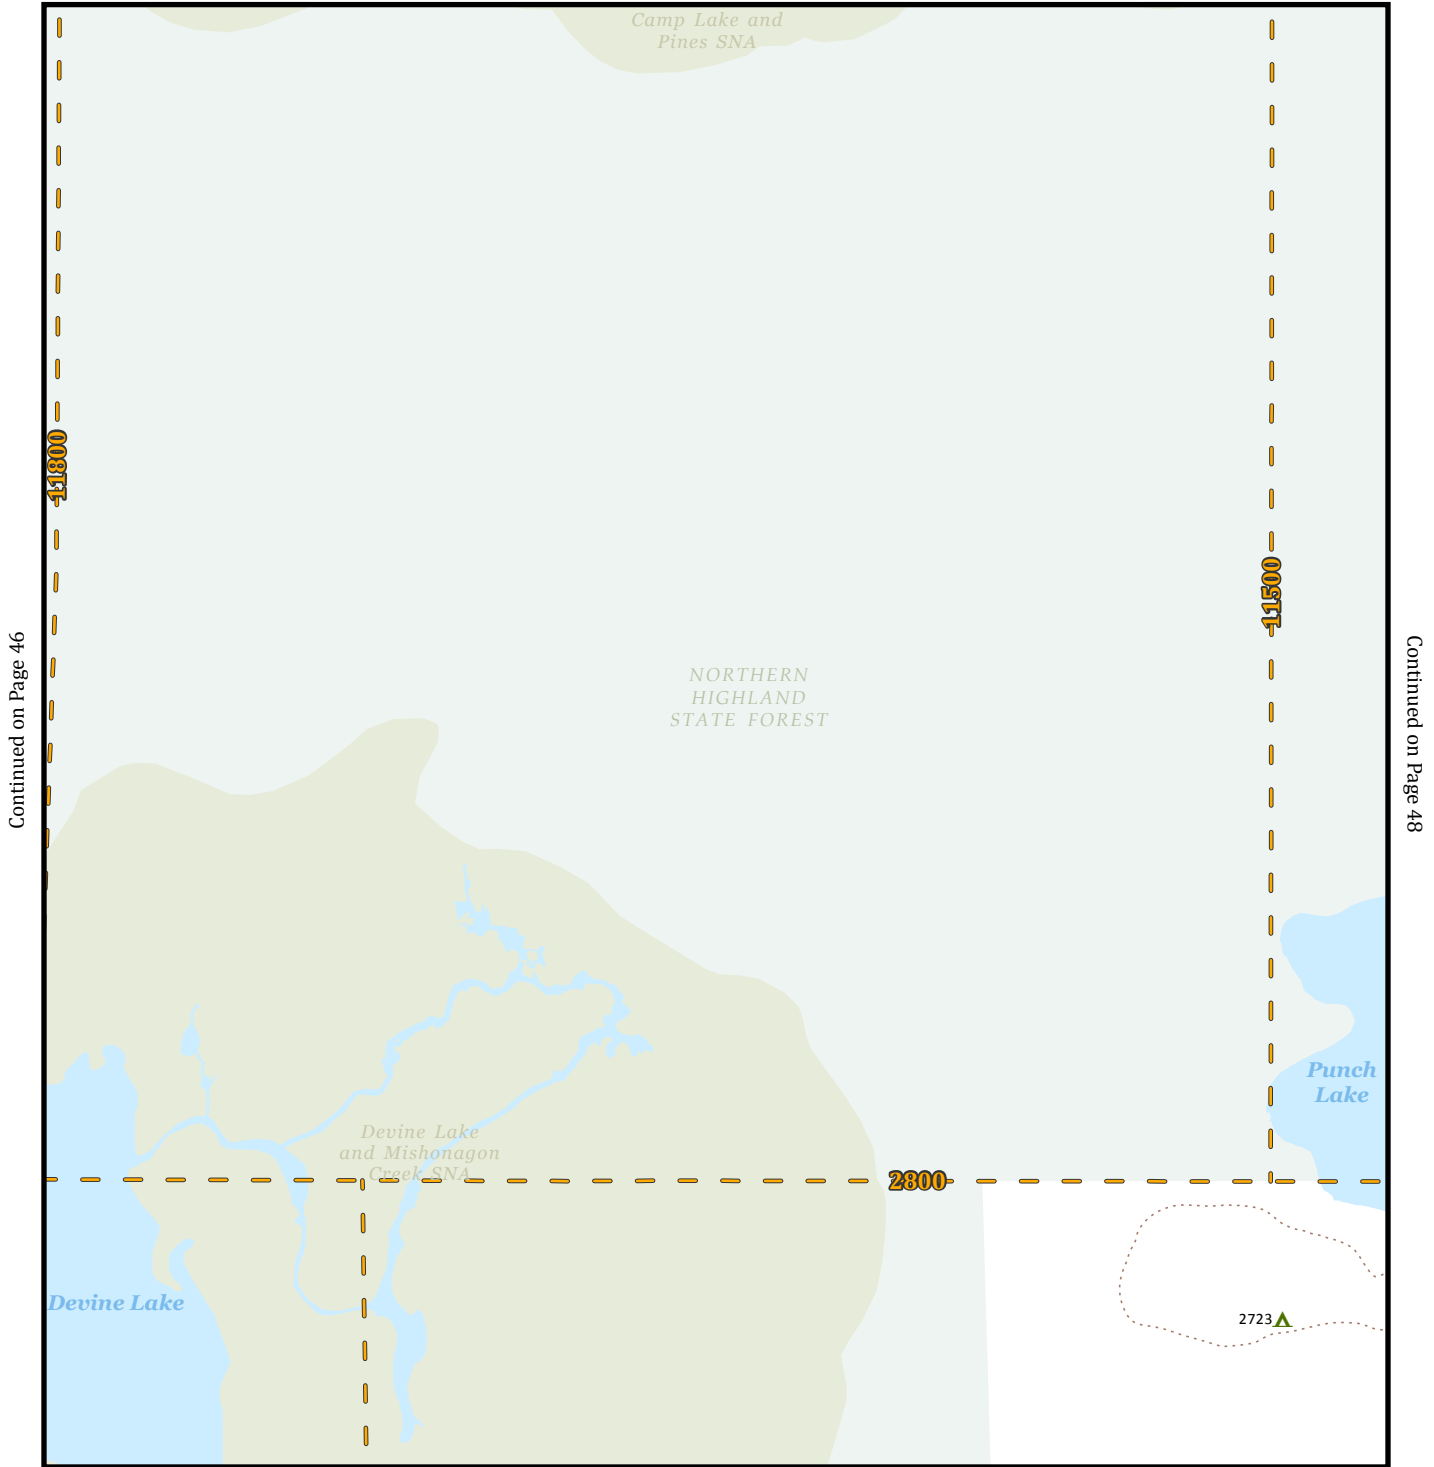 Camp Lake and
Pines SNA
11800
11500
Continued on Page 46
Continued on Page 48
NORTHERN
HIGHLAND
STATE FOREST
Punch
Lake
Devine Lake
and Mishonagon
Creek SNA
2800
Devine Lake
2723